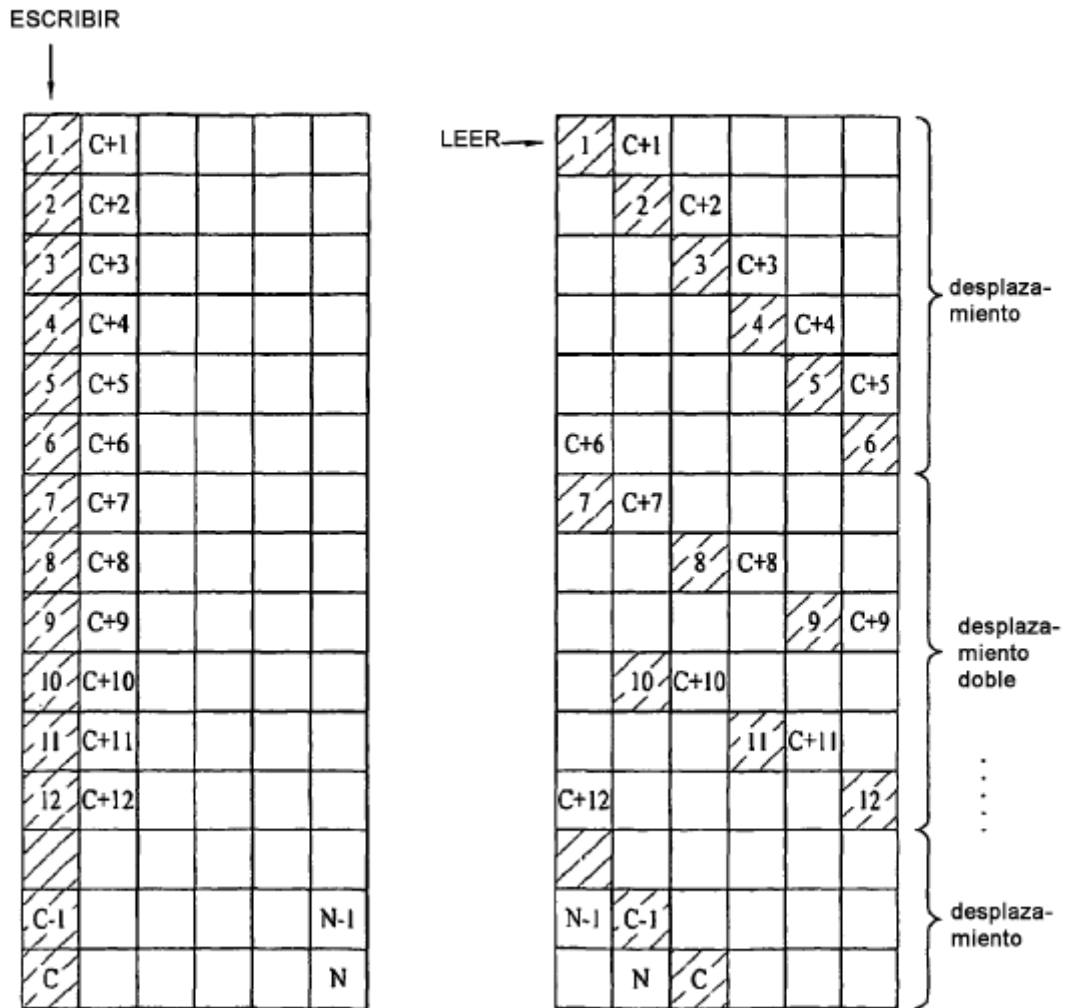 ESCRIBIR
1 C+1
2 C+2
3 C+3
4 C+4
5 C+5
6 C+6
7 C+7
8 C+8
9 C+9
10 C+10
11 C+11
12 C+12
C-1 N-1
C N
LEER
1 C+1
2 C+2
3 C+3
4 C+4
5 C+5
C+6 6
7 C+7
8 C+8
9 C+9
10 C+10
11 C+11
C+12 12
N-1 C-1
N C
desplaza-
miento
desplaza-
miento
doble
desplaza-
miento